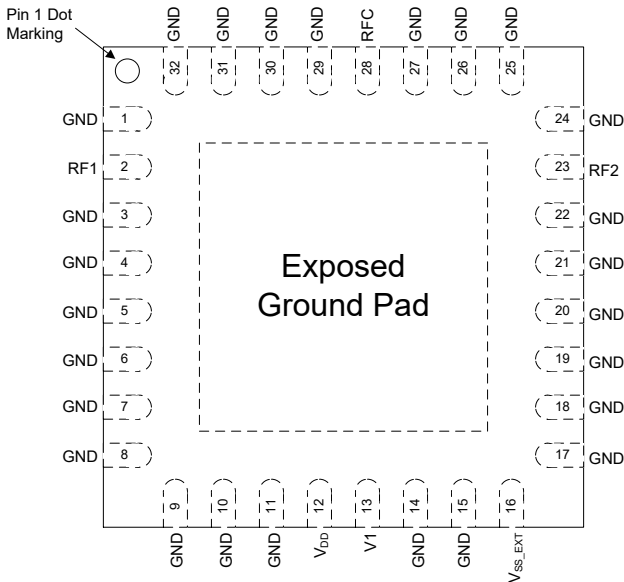 Pin 1 Dot
Marking
GND GND GND GND RFC GND GND GND
32 31 30 29 28 27 26 25
GND 1 24 GND
RF1 2 23 RF2
GND 3 22 GND
GND 4 21 GND
GND 5 20 GND
GND 6 19 GND
GND 7 18 GND
GND 8 17 GND
Exposed
Ground Pad
9 10 11 12 13 14 15 16
GND GND GND VDD V1 GND GND VSS_EXT